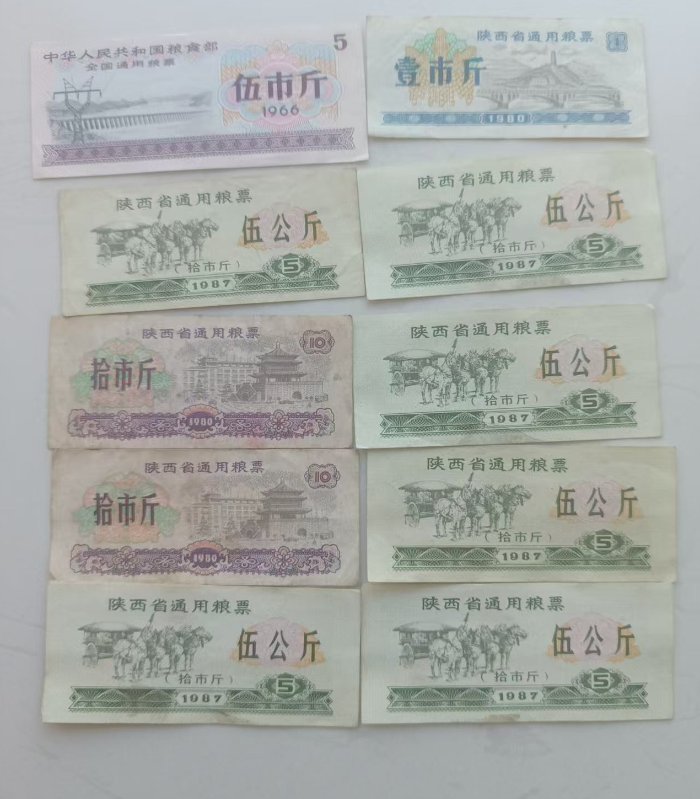 中华人民共和国粮食部
全国通用粮票
5
伍市斤
1966
陕西省通用粮票
壹市斤
1980
陕西省通用粮票
伍公斤
(拾市斤)
5
1987
陕西省通用粮票
伍公斤
(拾市斤)
5
1987
陕西省通用粮票
10
拾市斤
1980
陕西省通用粮票
伍公斤
(拾市斤)
5
1987
陕西省通用粮票
10
拾市斤
1980
陕西省通用粮票
伍公斤
(拾市斤)
5
1987
陕西省通用粮票
伍公斤
(拾市斤)
5
1987
陕西省通用粮票
伍公斤
(拾市斤)
5
1987